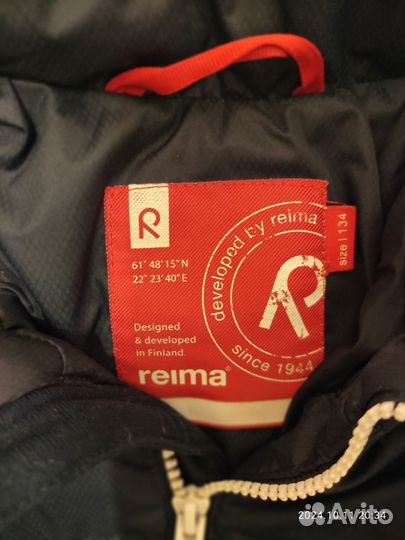 61° 48' 15" N
22° 23' 40" E
Designed
& developed
in Finland.
reima®
developed by reima
since 1944
size | 134
2024.10.11 20:34
Avito